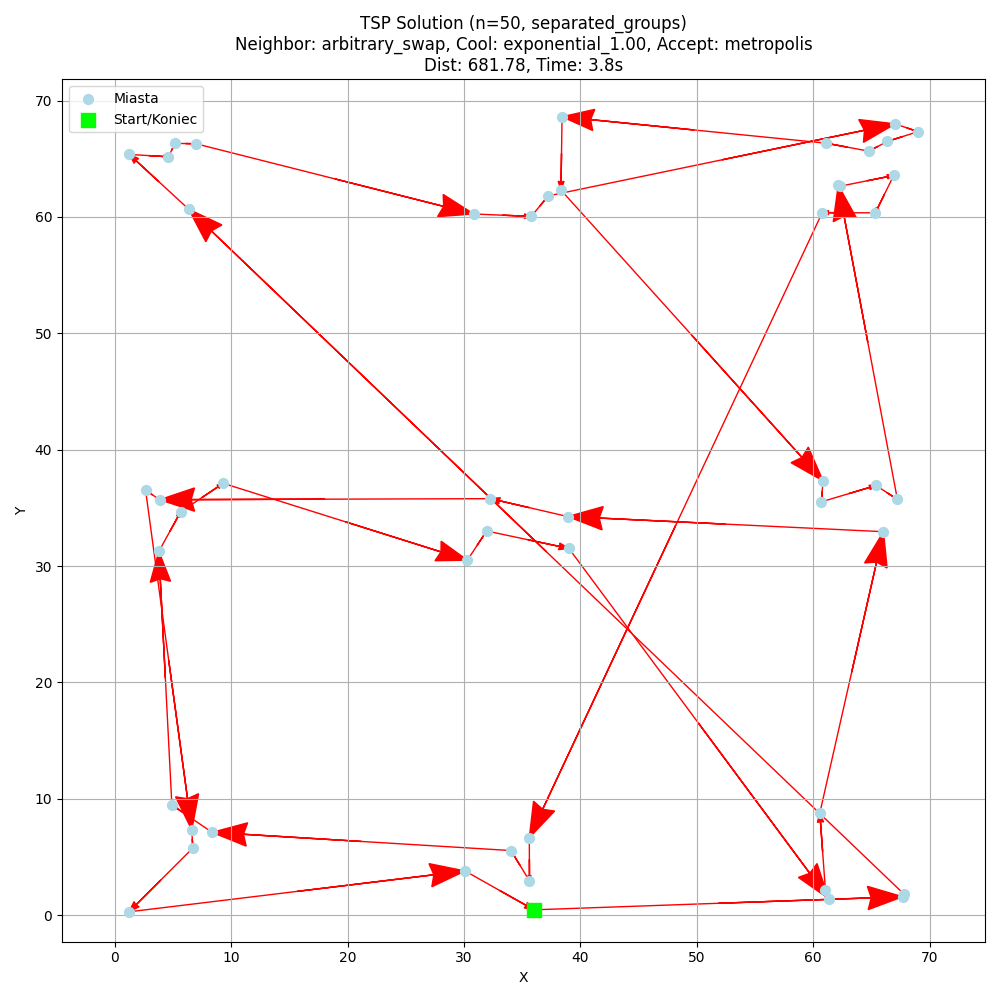 TSP Solution (n=50, separated_groups)
Neighbor: arbitrary_swap, Cool: exponential_1.00, Accept: metropolis
Dist: 681.78, Time: 3.8s
Miasta
Start/Koniec
70
60
50
40
30
20
10
0
Y
0 10 20 30 40 50 60 70
X